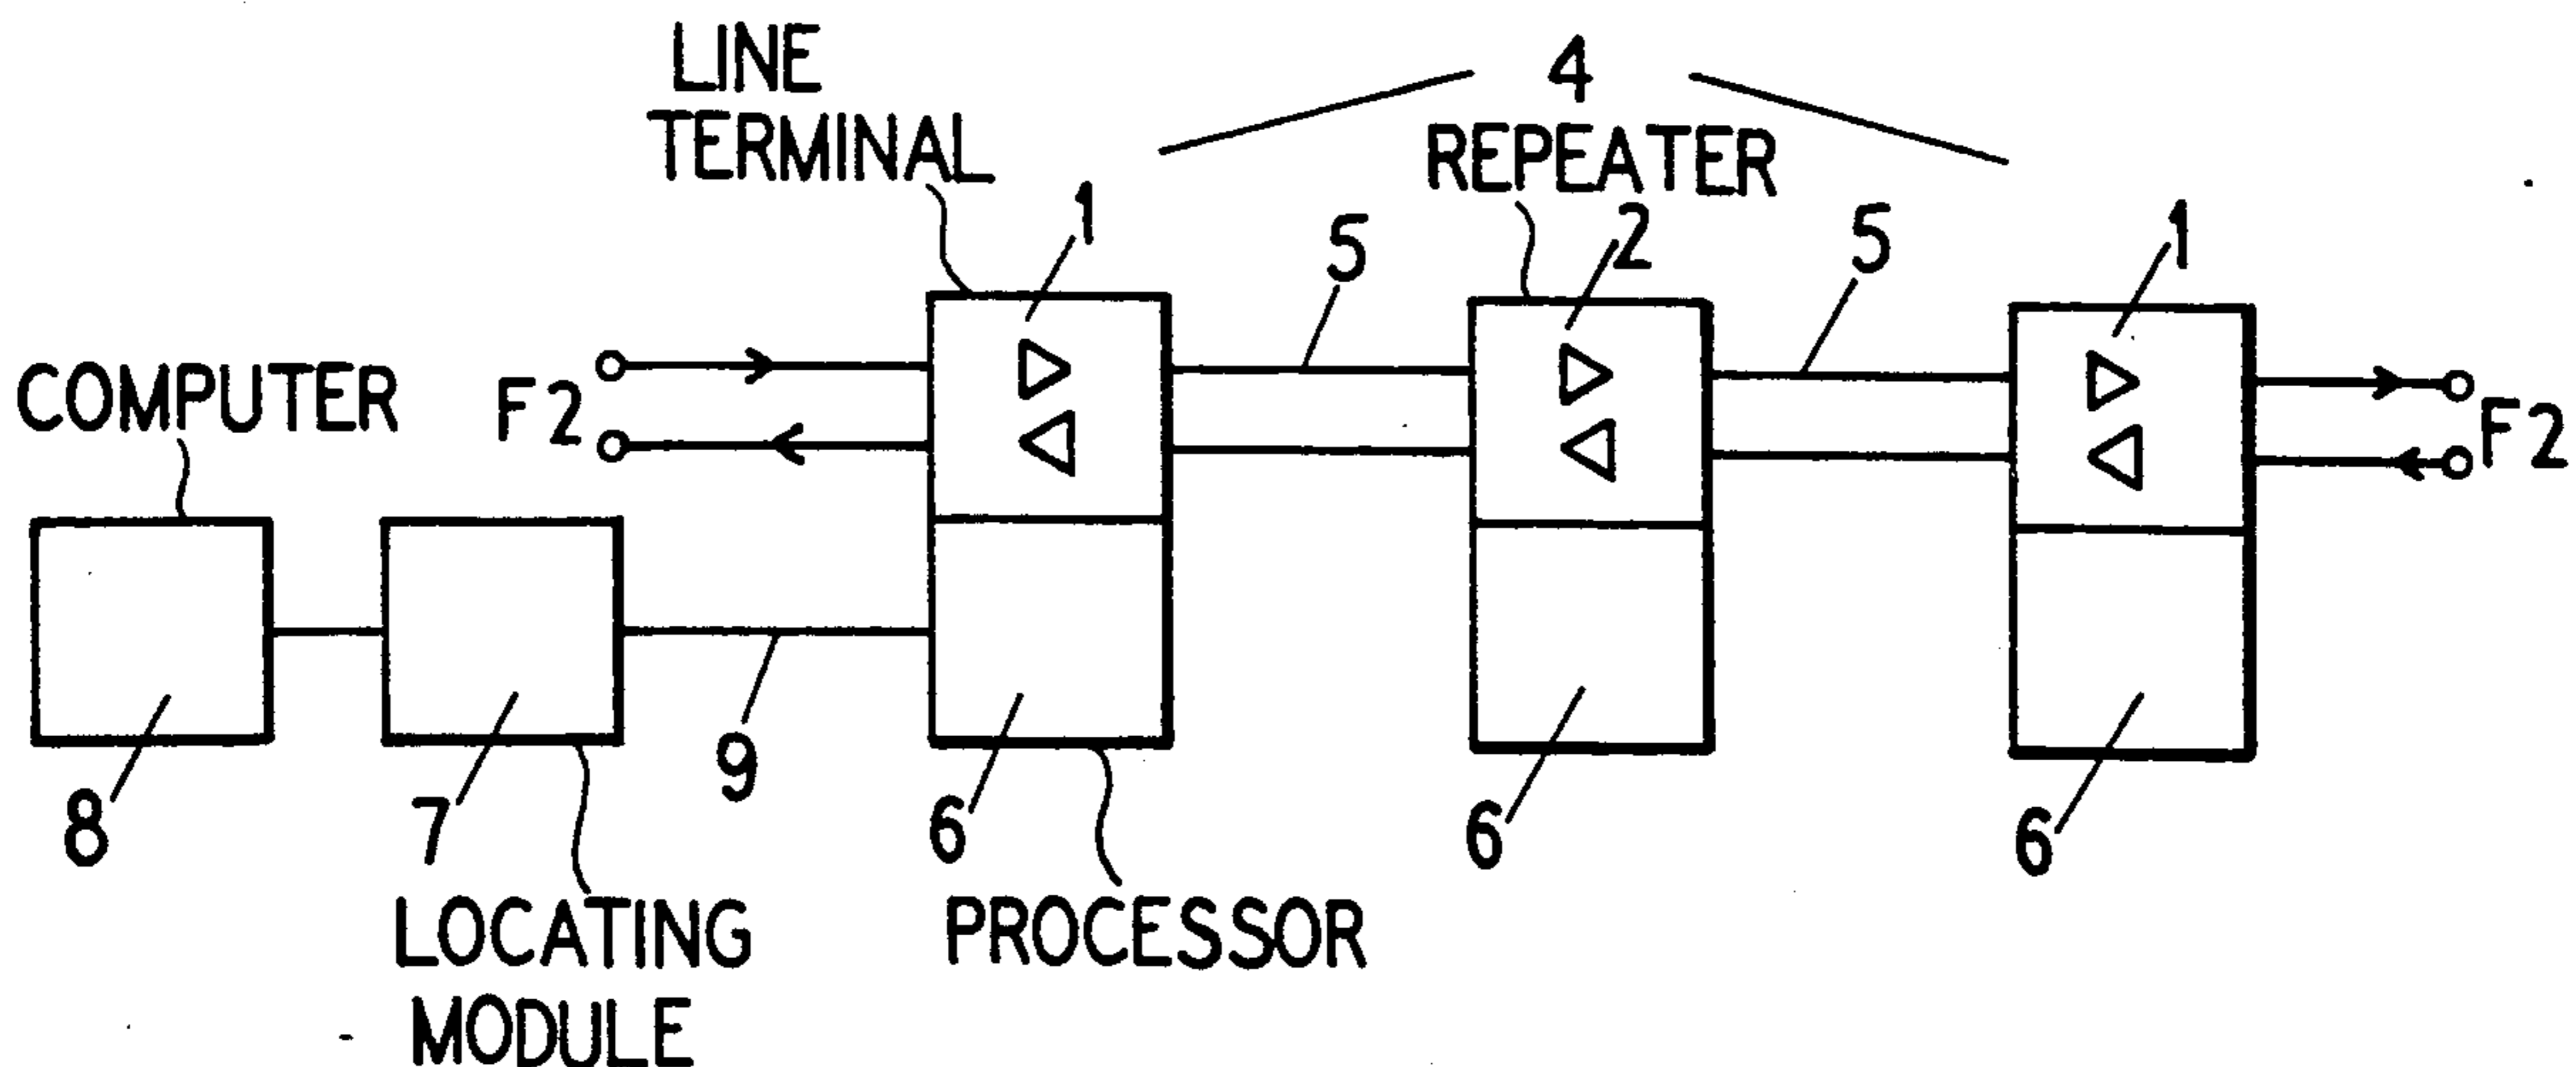 LINE
TERMINAL
4
REPEATER
1
5
2
5
1
COMPUTER
F2
F2
8
7
9
6
6
6
LOCATING
MODULE
PROCESSOR